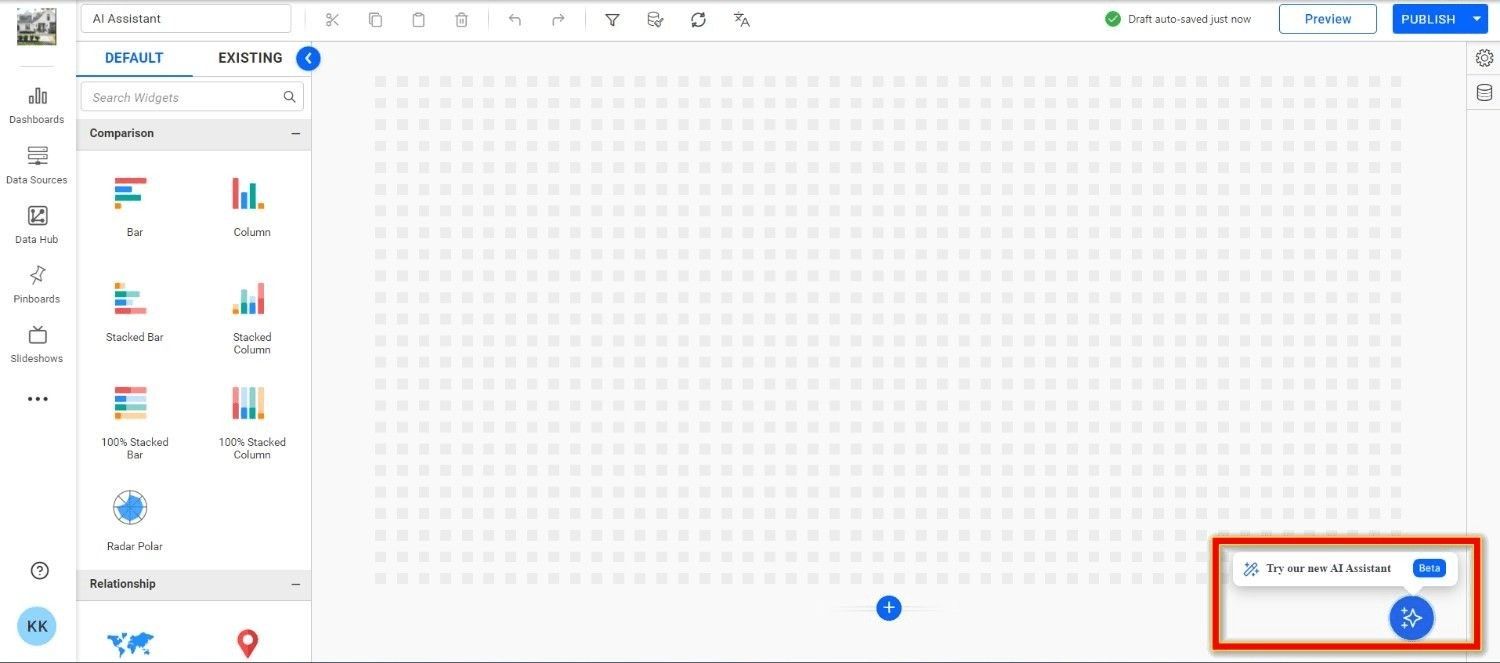 AI Assistant
Draft auto-saved just now
Preview
PUBLISH
DEFAULT
EXISTING
Search Widgets
Comparison
Bar
Column
Stacked Bar
Stacked
Column
100% Stacked
Bar
100% Stacked
Column
Radar Polar
Relationship
Dashboards
Data Sources
Data Hub
Pinboards
Slideshows
KK
Try our new AI Assistant
Beta